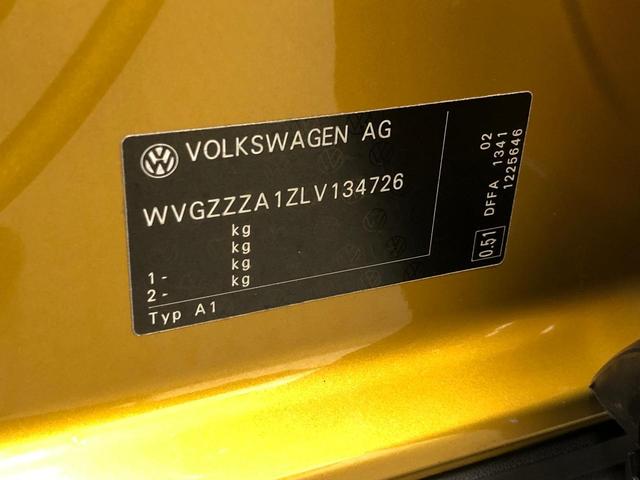 VOLKSWAGEN AG
WVGZZZA1ZLV134726
kg
kg
1- kg
2- kg
Typ A1
0.51 DFFA 1341 02
1225646